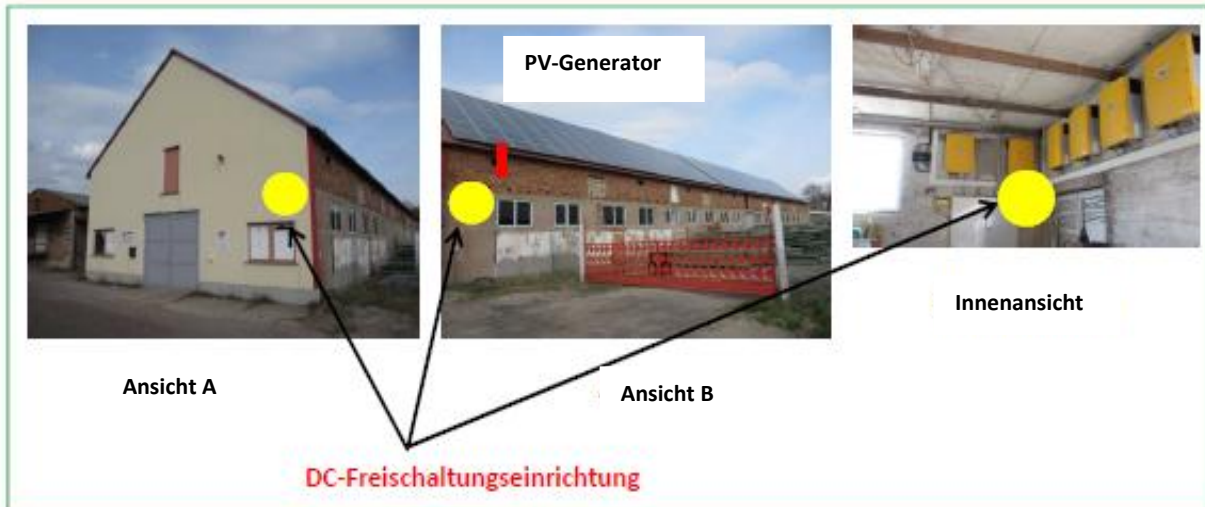 PV-Generator
Innenansicht
Ansicht A
Ansicht B
DC-Freischaltungseinrichtung